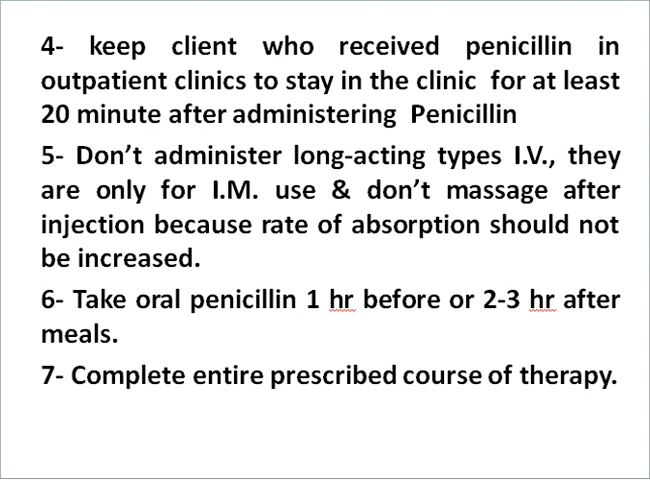 4- keep client who received penicillin in
outpatient clinics to stay in the clinic for at least
20 minute after administering Penicillin
5- Don't administer long-acting types I.V., they
are only for I.M. use & don't massage after
injection because rate of absorption should not
be increased.
6- Take oral penicillin 1 hr before or 2-3 hr after
meals.
7- Complete entire prescribed course of therapy.